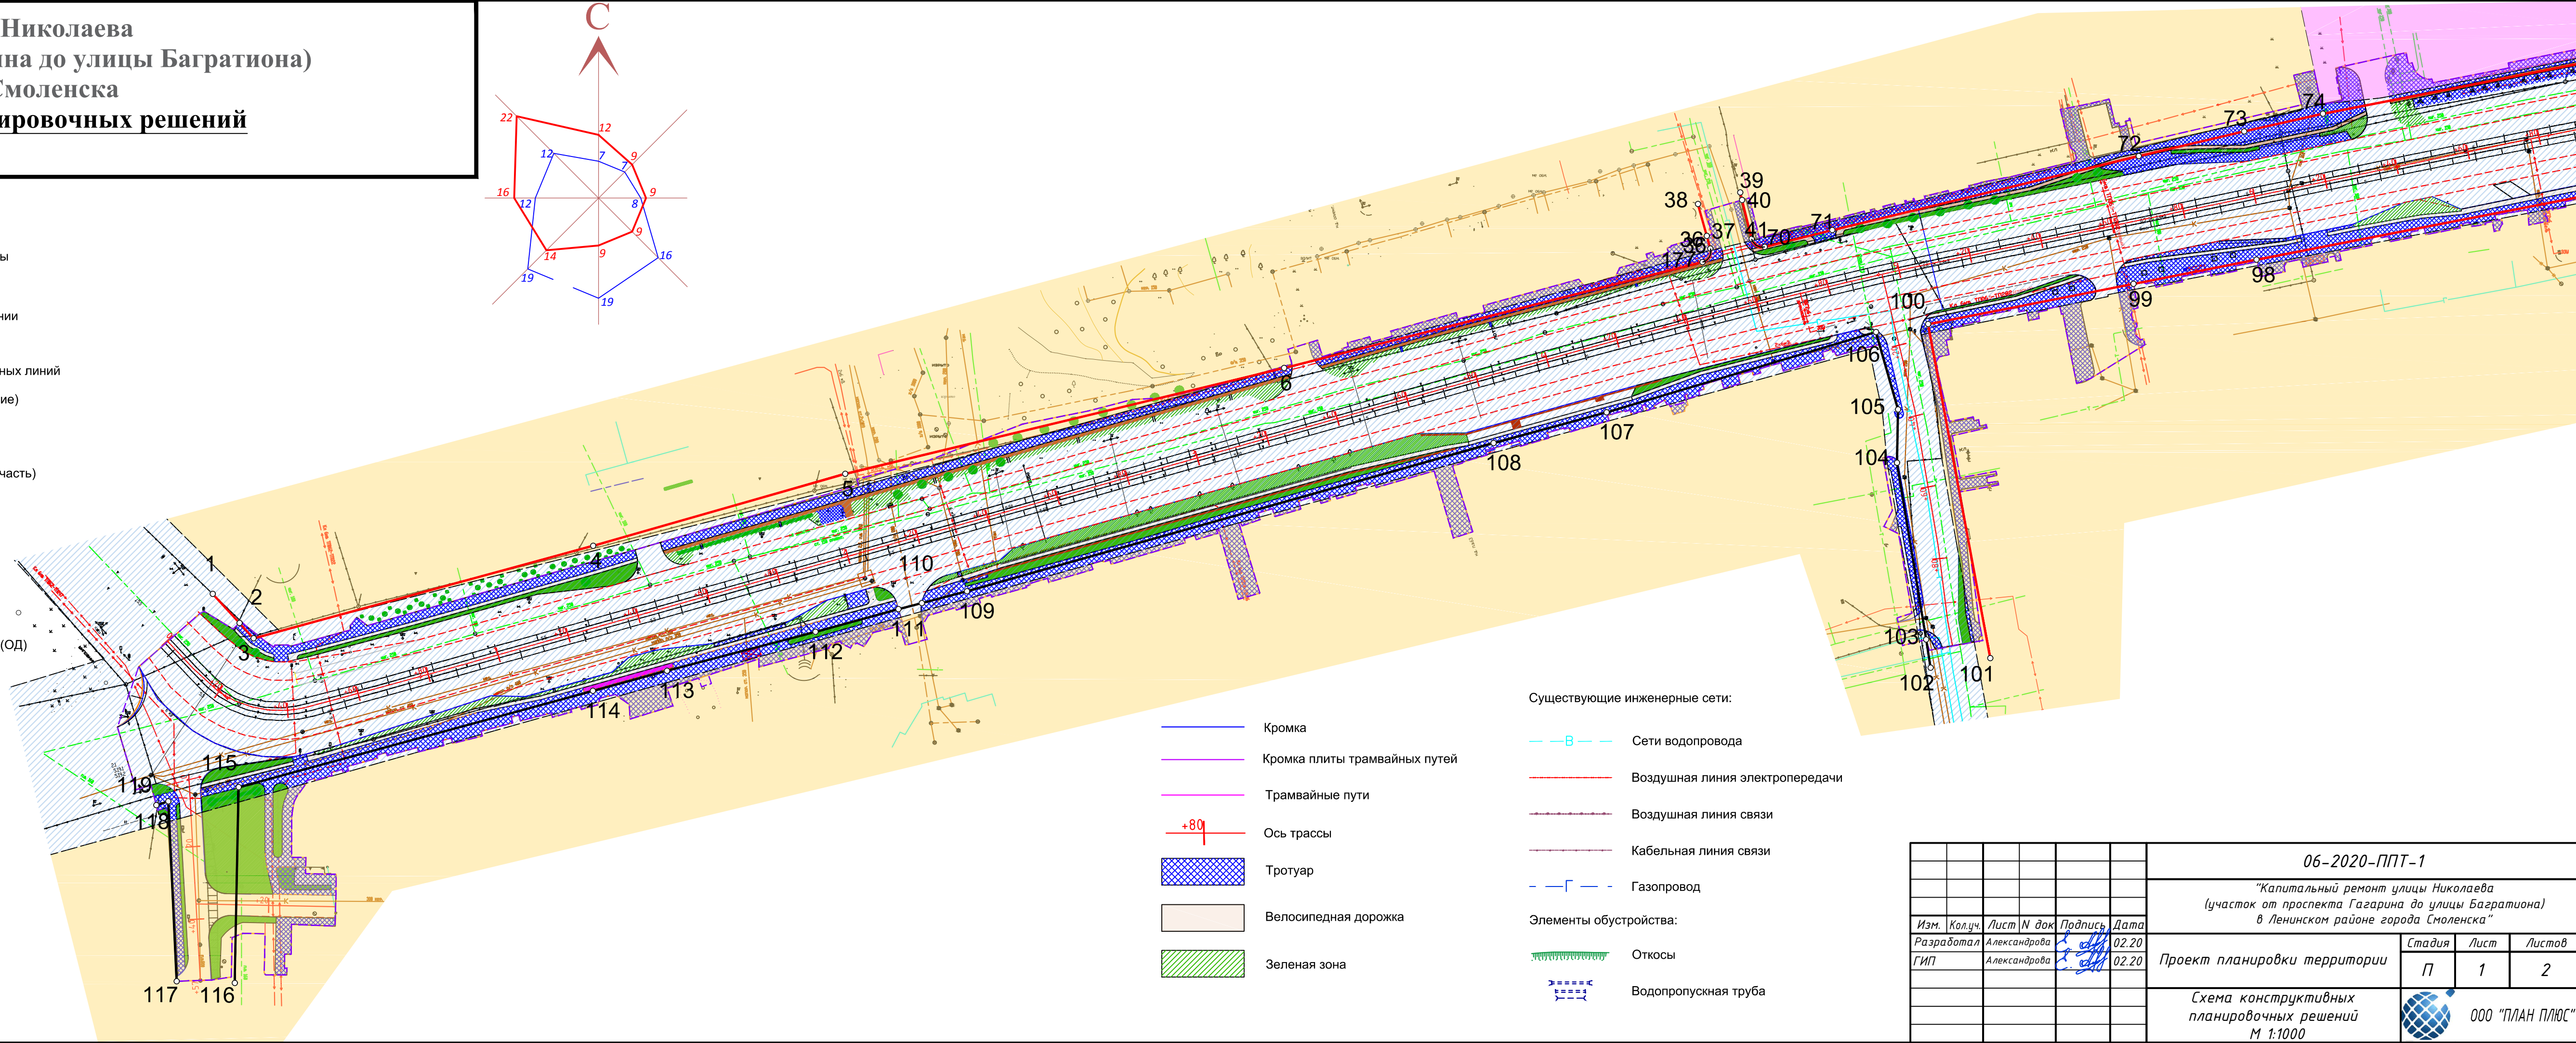 Николаева
на до улицы Багратиона)
Смоленска
ировочных решений
С
22
12
9
9
9
9
14
16
12
7
7
8
16
19
19
12
ы
нии
ных линий
ие)
часть)
(ОД)
1
2
3
4
5
6
38
39
40
37
36
41
70
71
177
72
73
74
98
99
100
106
105
104
103
102
101
107
108
109
110
111
112
113
114
115
119
118
117
116
Кромка
Кромка плиты трамвайных путей
Трамвайные пути
+80
Ось трассы
Тротуар
Велосипедная дорожка
Зеленая зона
Существующие инженерные сети:
В
Сети водопровода
Воздушная линия электропередачи
Воздушная линия связи
Кабельная линия связи
Г
Газопровод
Элементы обустройства:
Откосы
Водопропускная труба
06-2020-ППТ-1
"Капитальный ремонт улицы Николаева
(участок от проспекта Гагарина до улицы Багратиона)
в Ленинском районе города Смоленска"
Изм. Кол.уч. Лист N док Подпись Дата
Разработал Александрова 02.20
ГИП Александрова 02.20
Проект планировки территории
Стадия Лист Листов
П 1 2
Схема конструктивных
планировочных решений
М 1:1000
ООО "ПЛАН ПЛЮС"